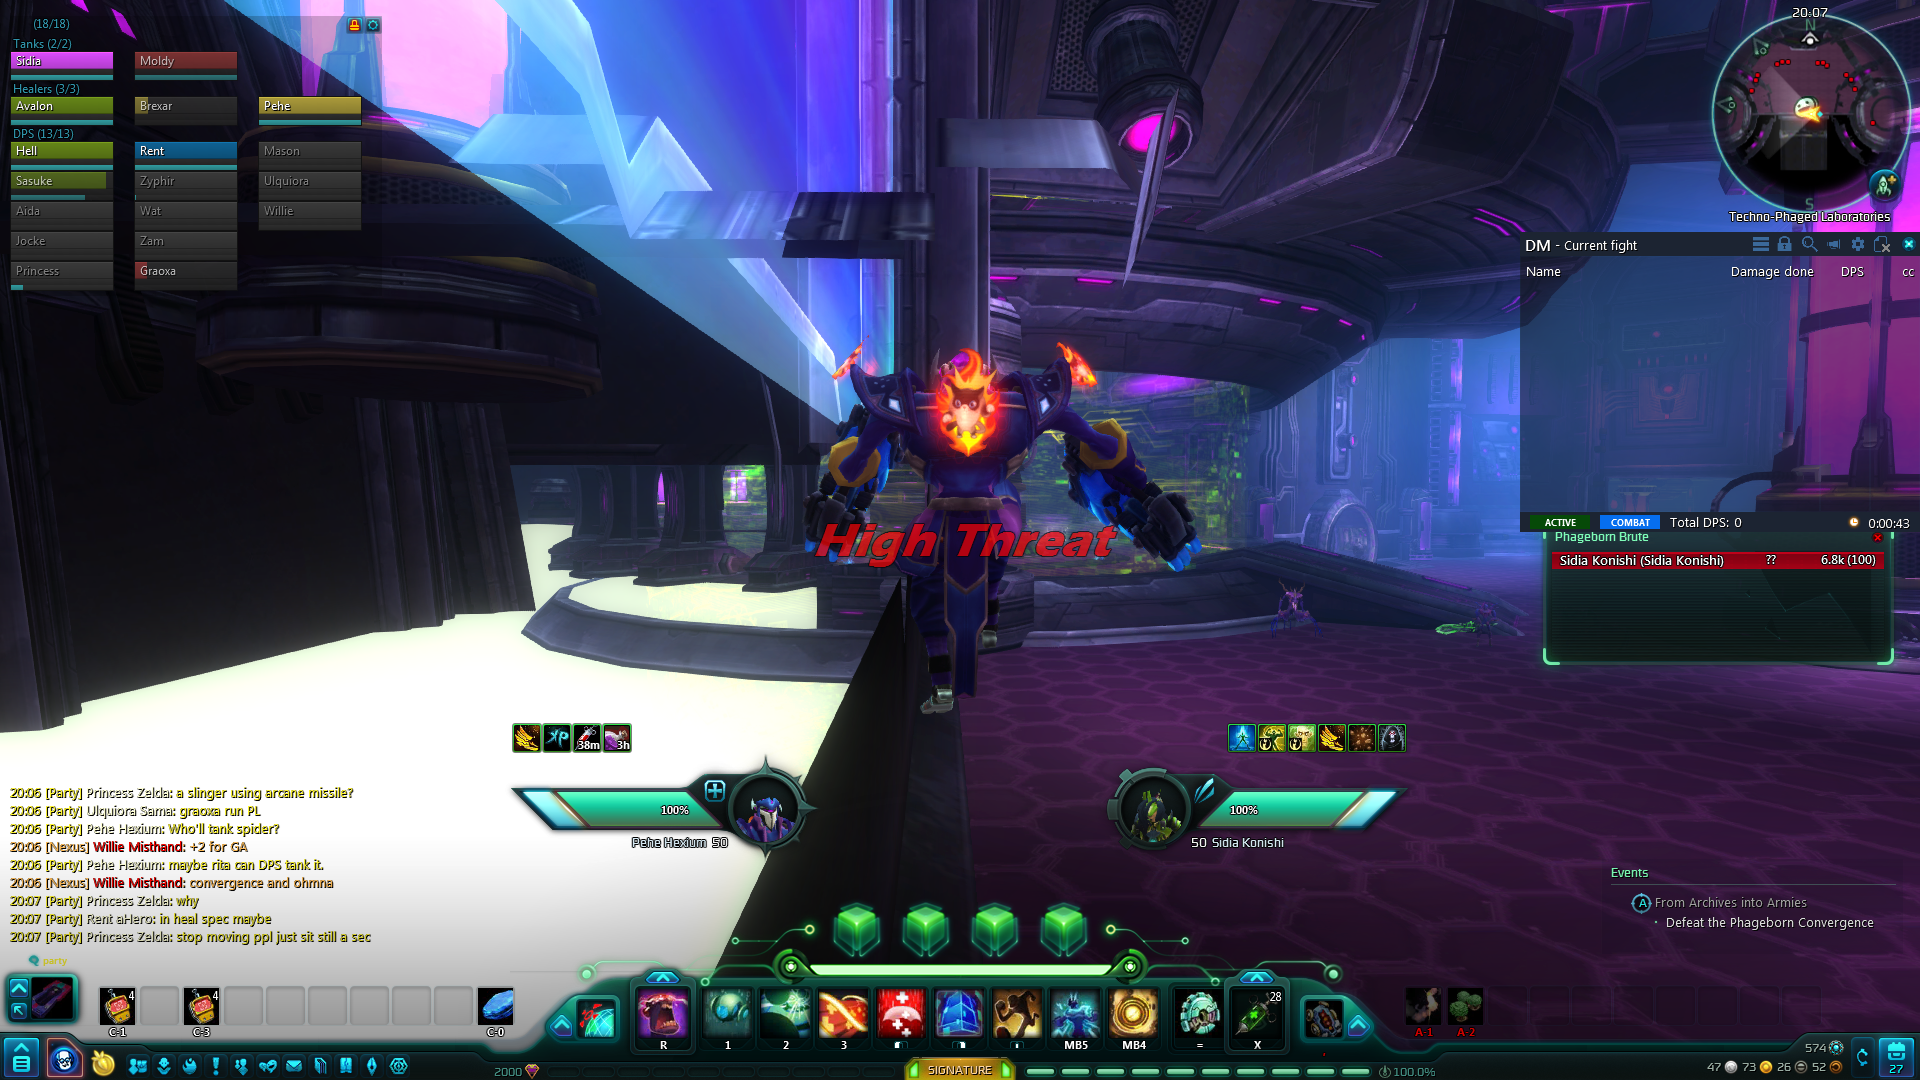 (18/18)
Tanks (2/2)
Sidia
Moldy
Healers (3/3)
Avalon
Brexar
Pehe
DPS (13/13)
Hell
Rent
Mason
Sasuke
Zyphir
Ulquiora
Aida
Wat
Willie
Jocke
Zam
Princess
Graoxa
20:07
N
S
Techno-Phaged Laboratories
DM - Current fight
Name
Damage done
DPS
cc
ACTIVE
COMBAT
Total DPS: 0
0:00:43
Phageborn Brute
Sidia Konishi (Sidia Konishi)
??
6.8k (100)
High Threat
XP
38m
3h
100%
Pehe Hexium 50
100%
50 Sidia Konishi
20:06 [Party] Princess Zelda: a slinger using arcane missile?
20:06 [Party] Ulquiora Sama: graoxa run PL
20:06 [Party] Pehe Hexium: Who'll tank spider?
20:06 [Nexus] Willie Misthand: +2 for GA
20:06 [Party] Pehe Hexium: maybe rita can DPS tank it.
20:06 [Nexus] Willie Misthand: convergence and ohmna
20:07 [Party] Princess Zelda: why
20:07 [Party] Rent aHero: in heal spec maybe
20:07 [Party] Princess Zelda: stop moving ppl just sit still a sec
party
Events
A From Archives into Armies
Defeat the Phageborn Convergence
4
C-1
4
C-3
C-0
R
1
2
3
MB5
MB4
=
28
X
A-1
A-2
2000
SIGNATURE
100.0%
574
47 73 26 52
27